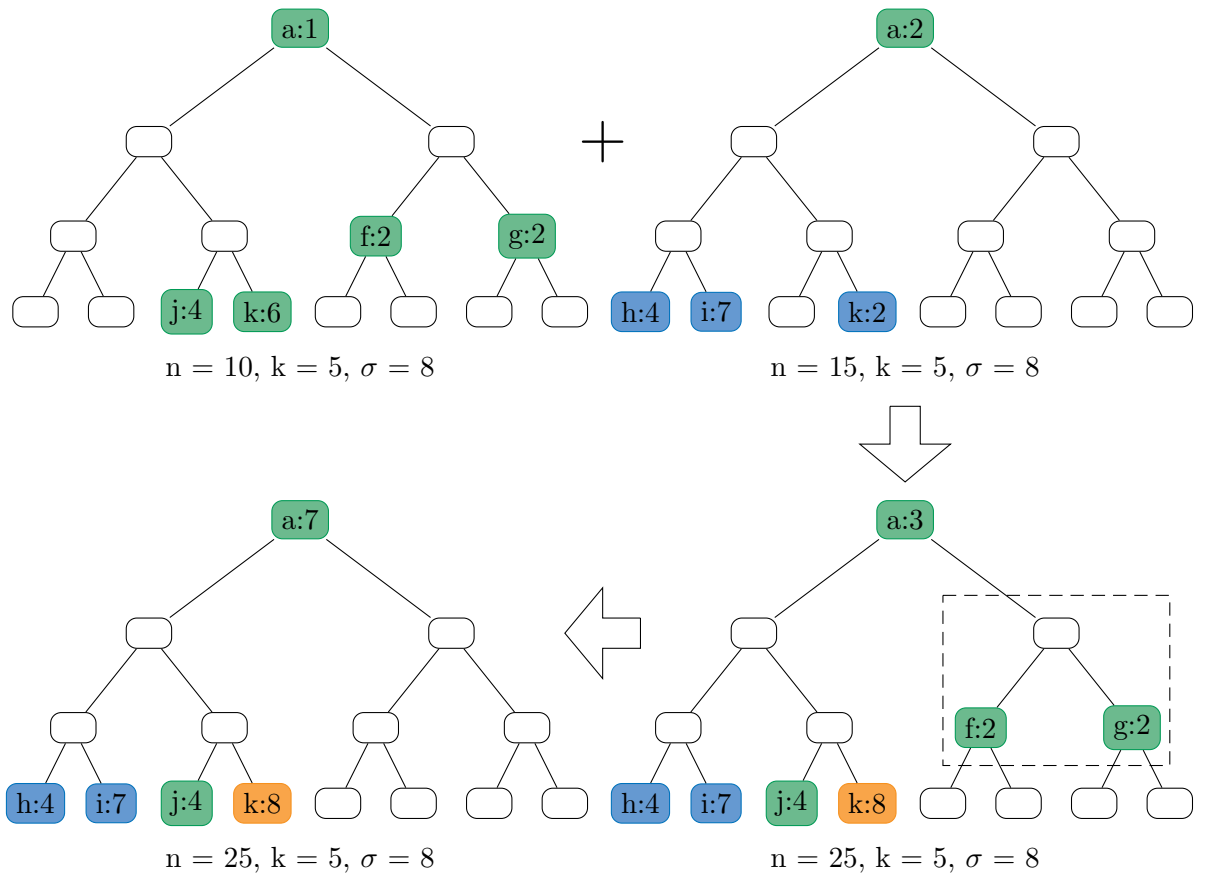 a:1
a:2
+
f:2
g:2
j:4
k:6
h:4
i:7
k:2
n = 10, k = 5, σ = 8
n = 15, k = 5, σ = 8
a:7
a:3
f:2
g:2
h:4
i:7
j:4
k:8
h:4
i:7
j:4
k:8
n = 25, k = 5, σ = 8
n = 25, k = 5, σ = 8